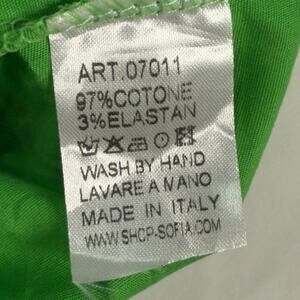 ART.07011
97%COTONE
3%ELASTAN
WASH BY HAND
LAVARE A MANO
MADE IN ITALY
WWW.SHOP-SOFIA.COM